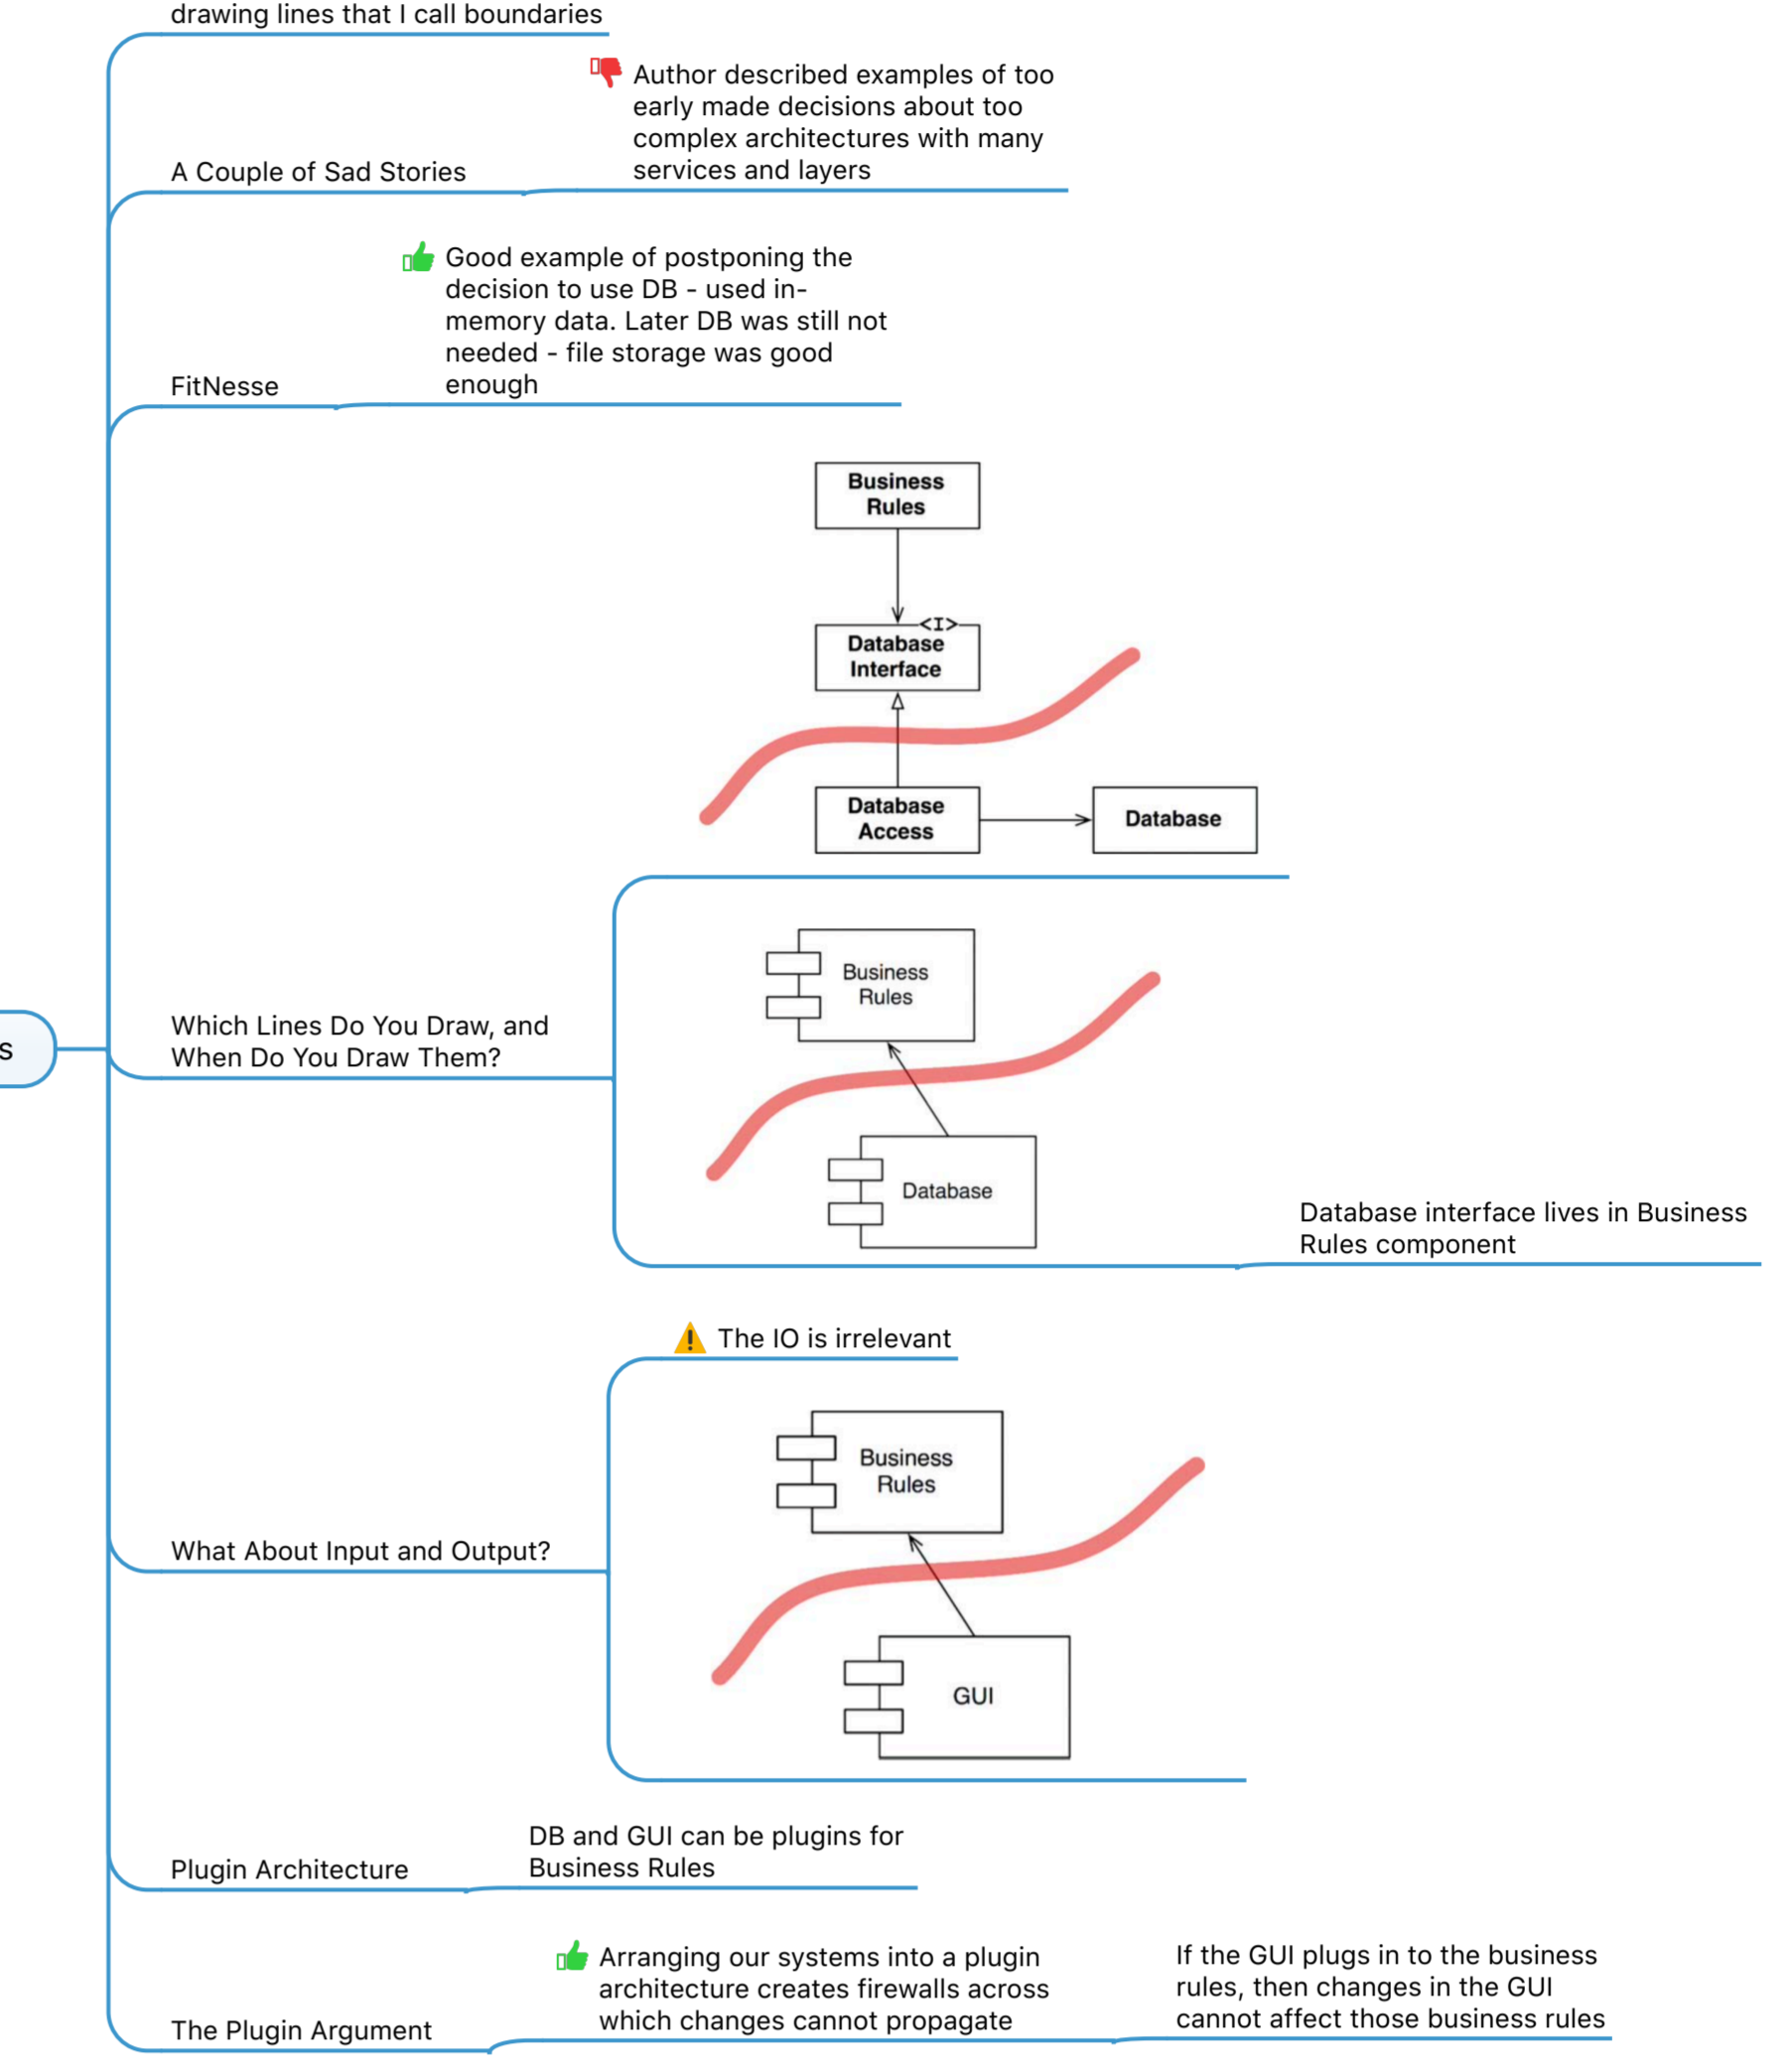 drawing lines that I call boundaries
A Couple of Sad Stories
Author described examples of too
early made decisions about too
complex architectures with many
services and layers
FitNesse
Good example of postponing the
decision to use DB - used in-
memory data. Later DB was still not
needed - file storage was good
enough
Which Lines Do You Draw, and
When Do You Draw Them?
Business
Rules
<I>
Database
Interface
Database
Access
Database
Business
Rules
Database
Database interface lives in Business
Rules component
s
What About Input and Output?
The IO is irrelevant
Business
Rules
GUI
Plugin Architecture
DB and GUI can be plugins for
Business Rules
The Plugin Argument
Arranging our systems into a plugin
architecture creates firewalls across
which changes cannot propagate
If the GUI plugs in to the business
rules, then changes in the GUI
cannot affect those business rules